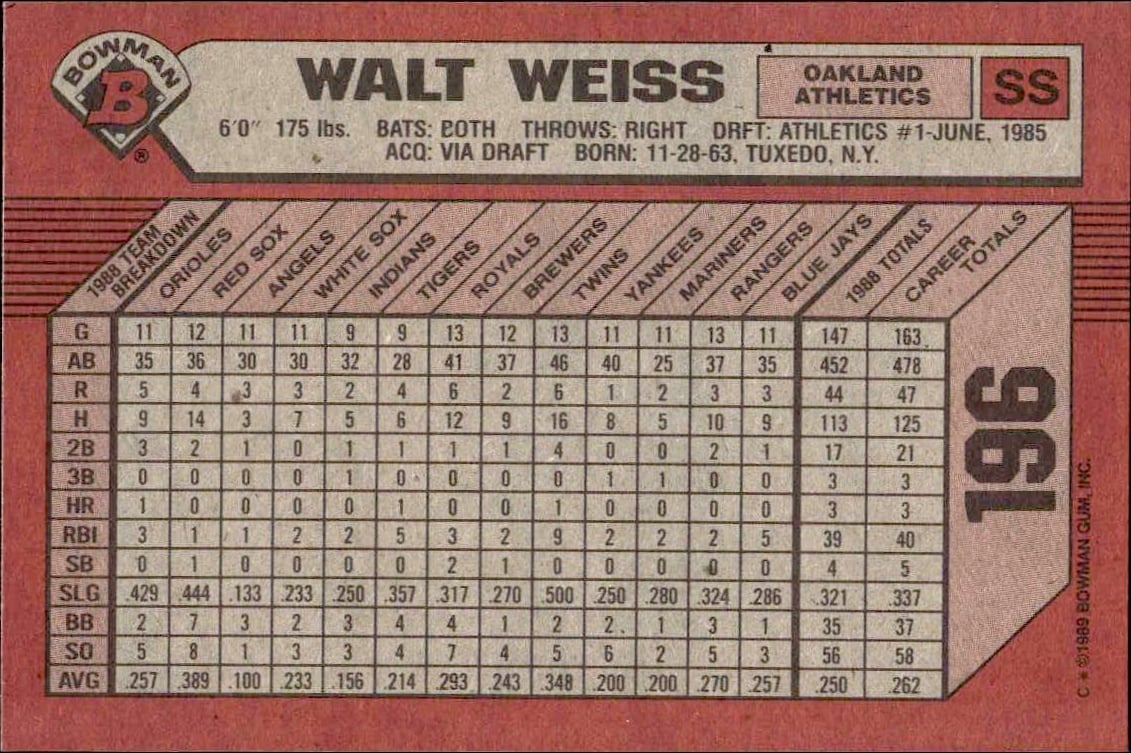 BOWMAN
B
®
WALT WEISS
OAKLAND
ATHLETICS
SS
6'0" 175 lbs. BATS: BOTH THROWS: RIGHT DRFT: ATHLETICS #1-JUNE, 1985
ACQ: VIA DRAFT BORN: 11-28-63, TUXEDO, N.Y.
1988 TEAM BREAKDOWN ORIOLES RED SOX ANGELS WHITE SOX INDIANS TIGERS ROYALS BREWERS TWINS YANKEES MARINERS RANGERS BLUE JAYS 1988 TOTALS CAREER TOTALS
G 11 12 11 11 9 9 13 12 13 11 11 13 11 147 163
AB 35 36 30 30 32 28 41 37 46 40 25 37 35 452 478
R 5 4 3 3 2 4 6 2 6 1 2 3 3 44 47
H 9 14 3 7 5 6 12 9 16 8 5 10 9 113 125
2B 3 2 1 0 1 1 1 1 4 0 0 2 1 17 21
3B 0 0 0 0 1 0 0 0 0 1 1 0 0 3 3
HR 1 0 0 0 0 1 0 0 1 0 0 0 0 3 3
RBI 3 1 1 2 2 5 3 2 9 2 2 2 5 39 40
SB 0 1 0 0 0 0 2 1 0 0 0 0 0 4 5
SLG .429 .444 .133 .233 .250 .357 .317 .270 .500 .250 .280 .324 .286 .321 .337
BB 2 7 3 2 3 4 4 1 2 2 1 3 1 35 37
SO 5 8 1 3 3 4 7 4 5 6 2 5 3 56 58
AVG .257 .389 .100 .233 .156 .214 .293 .243 .348 .200 .200 .270 .257 .250 .262
196
C * ©1989 BOWMAN GUM, INC.